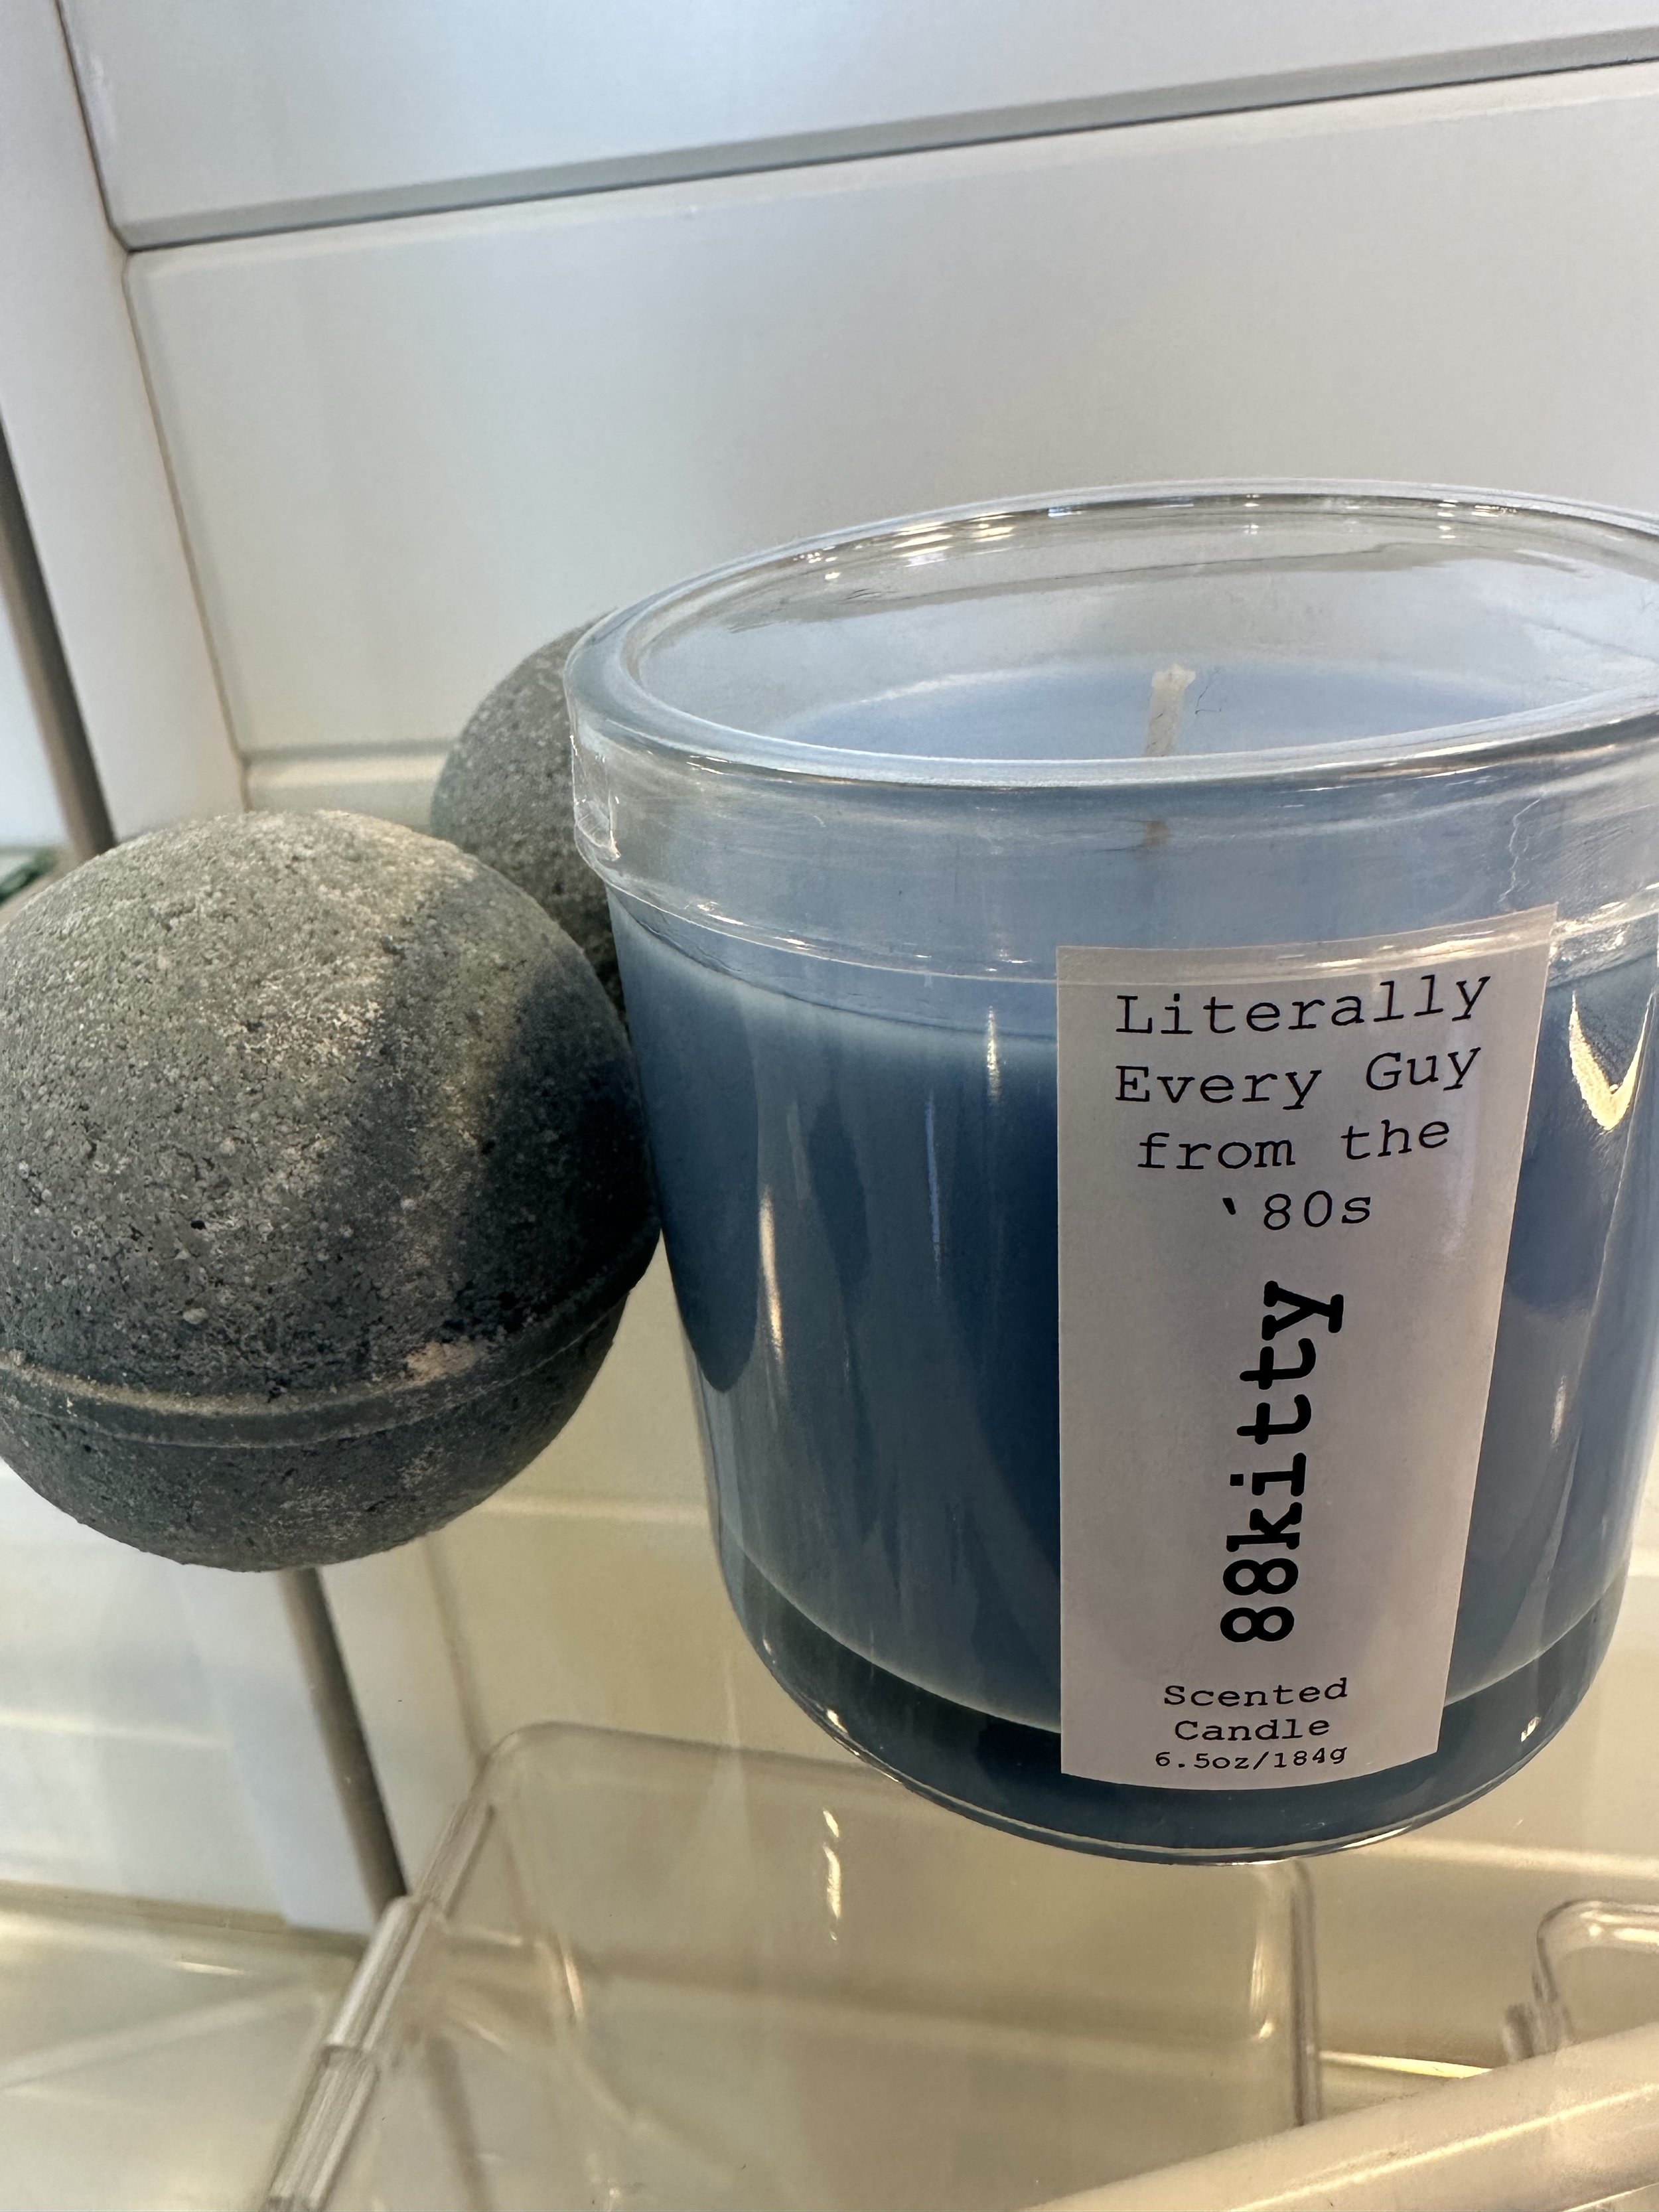 Literally
Every Guy
from the
‵80s
88kitty
Scented
Candle
6.5oz/184g